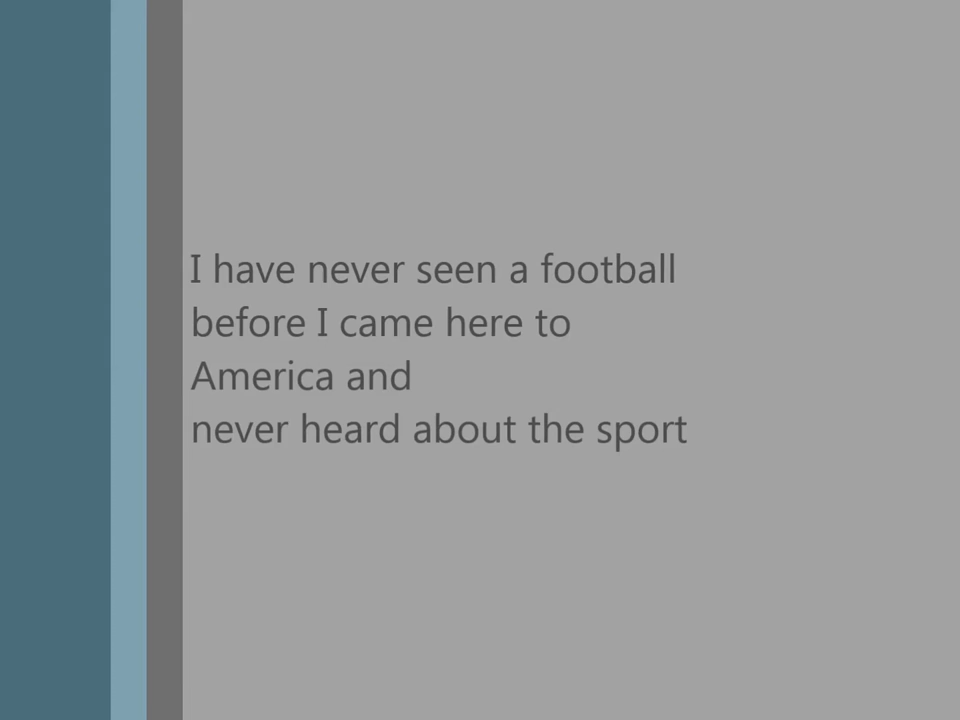 I have never seen a football
before I came here to
America and
never heard about the sport